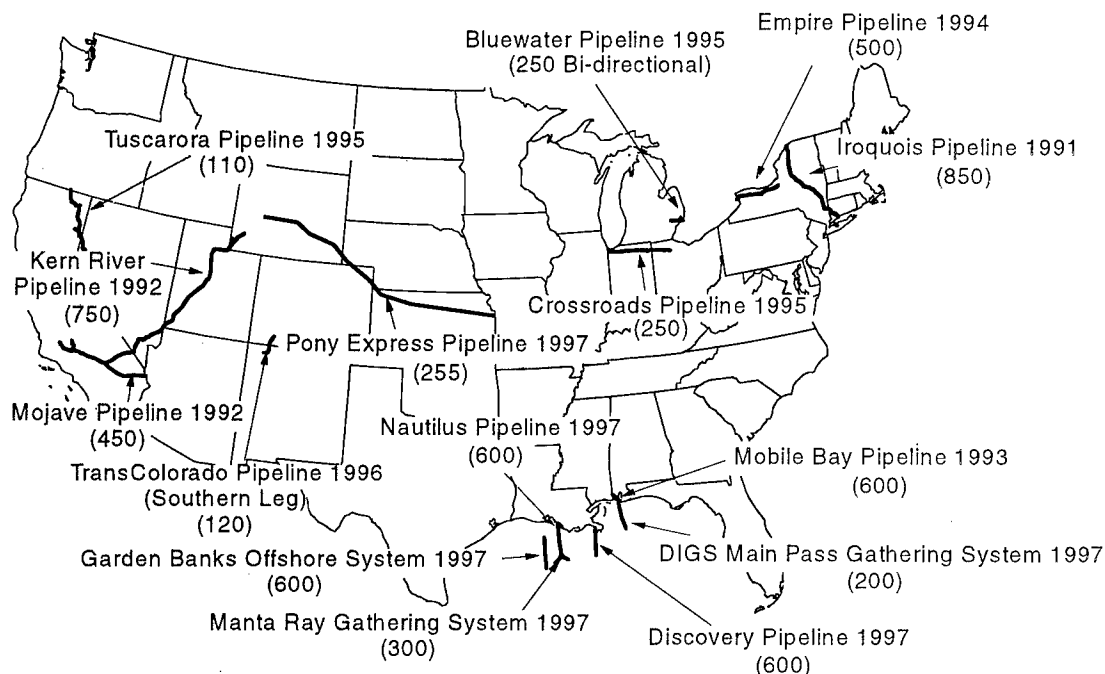 Empire Pipeline 1994
(500)
Bluewater Pipeline 1995
(250 Bi-directional)
Tuscarora Pipeline 1995
(110)
Iroquois Pipeline 1991
(850)
Kern River
Pipeline 1992
(750)
Crossroads Pipeline 1995
(250)
Pony Express Pipeline 1997
(255)
Mojave Pipeline 1992
(450)
Nautilus Pipeline 1997
(600)
Mobile Bay Pipeline 1993
(600)
TransColorado Pipeline 1996
(Southern Leg)
(120)
Garden Banks Offshore System 1997
(600)
DIGS Main Pass Gathering System 1997
(200)
Manta Ray Gathering System 1997
(300)
Discovery Pipeline 1997
(600)